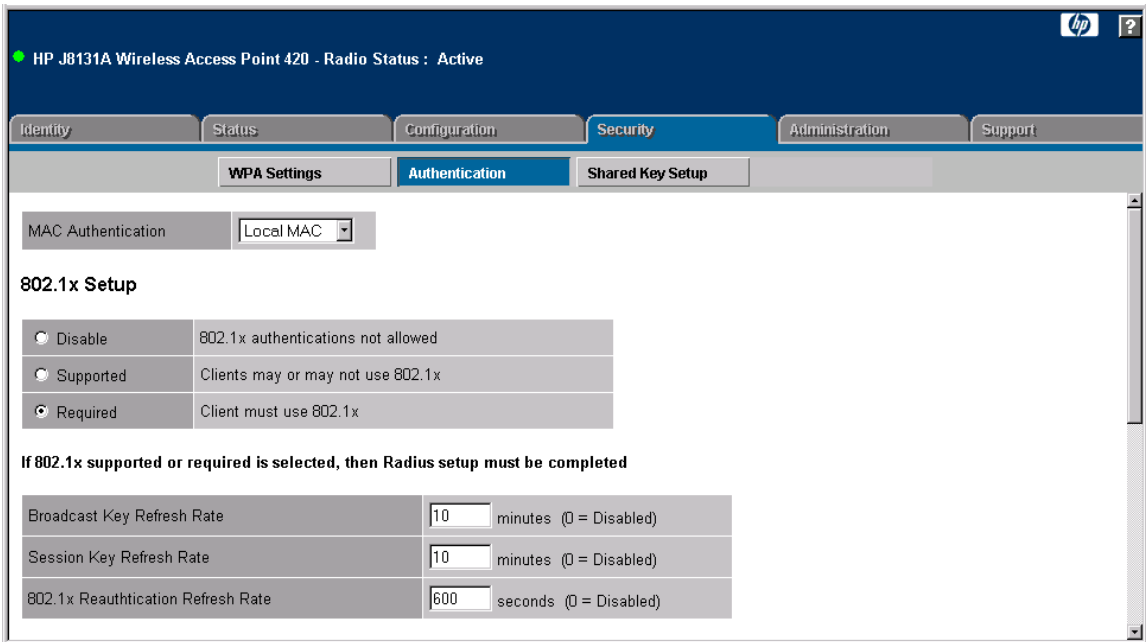 hp ?
HP J8131A Wireless Access Point 420 - Radio Status : Active
Identity Status Configuration Security Administration Support
WPA Settings Authentication Shared Key Setup
MAC Authentication Local MAC
802.1x Setup
Disable 802.1x authentications not allowed
Supported Clients may or may not use 802.1x
Required Client must use 802.1x
If 802.1x supported or required is selected, then Radius setup must be completed
Broadcast Key Refresh Rate 10 minutes (0 = Disabled)
Session Key Refresh Rate 10 minutes (0 = Disabled)
802.1x Reauthtication Refresh Rate 600 seconds (0 = Disabled)